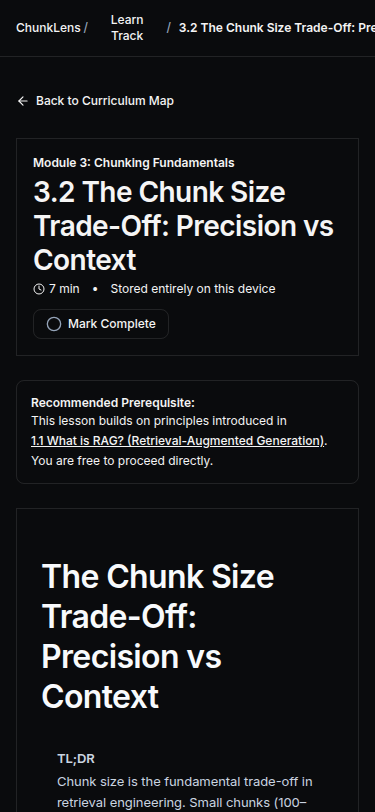 ChunkLens / Learn Track / 3.2 The Chunk Size Trade-Off: Pre
Back to Curriculum Map
Module 3: Chunking Fundamentals
3.2 The Chunk Size
Trade-Off: Precision vs
Context
7 min • Stored entirely on this device
Mark Complete
Recommended Prerequisite:
This lesson builds on principles introduced in
1.1 What is RAG? (Retrieval-Augmented Generation).
You are free to proceed directly.
The Chunk Size
Trade-Off:
Precision vs
Context
TL;DR
Chunk size is the fundamental trade-off in
retrieval engineering. Small chunks (100–